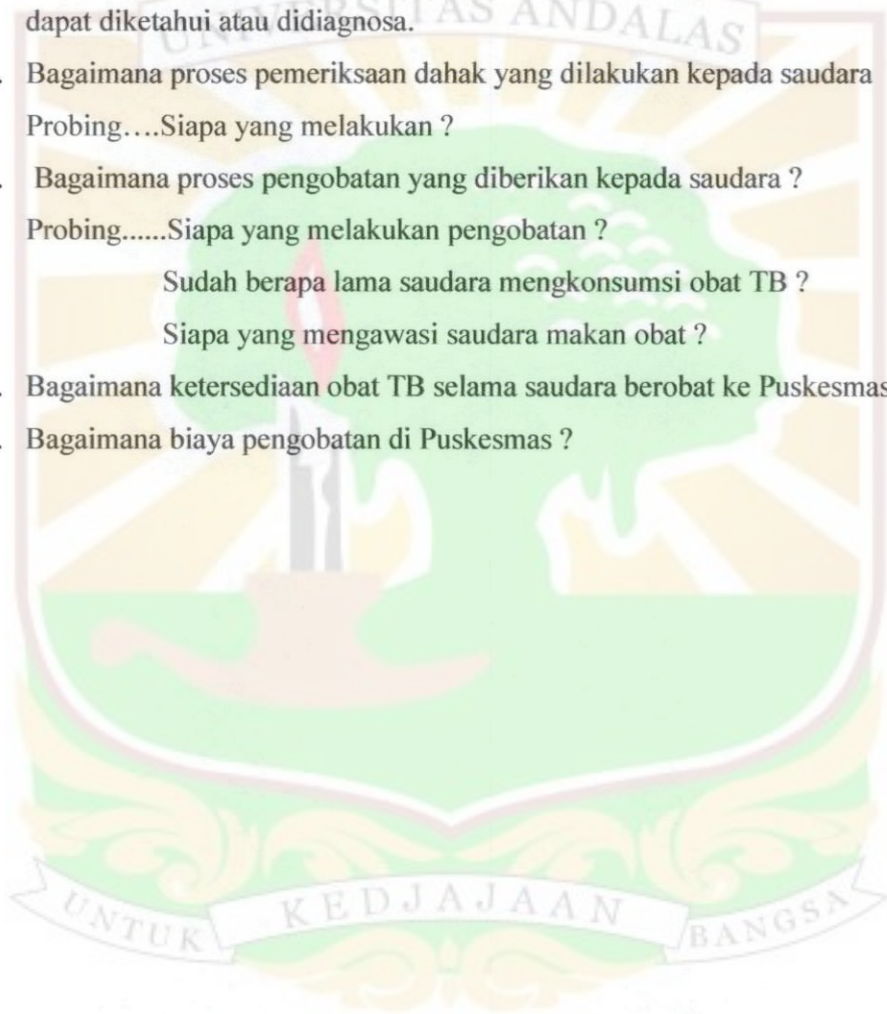 UNIVERSITAS ANDALAS
dapat diketahui atau didiagnosa.
. Bagaimana proses pemeriksaan dahak yang dilakukan kepada saudara
Probing….Siapa yang melakukan ?
. Bagaimana proses pengobatan yang diberikan kepada saudara ?
Probing......Siapa yang melakukan pengobatan ?
Sudah berapa lama saudara mengkonsumsi obat TB ?
Siapa yang mengawasi saudara makan obat ?
. Bagaimana ketersediaan obat TB selama saudara berobat ke Puskesmas
. Bagaimana biaya pengobatan di Puskesmas ?
UNTUK KEDJAJAAN BANGSA